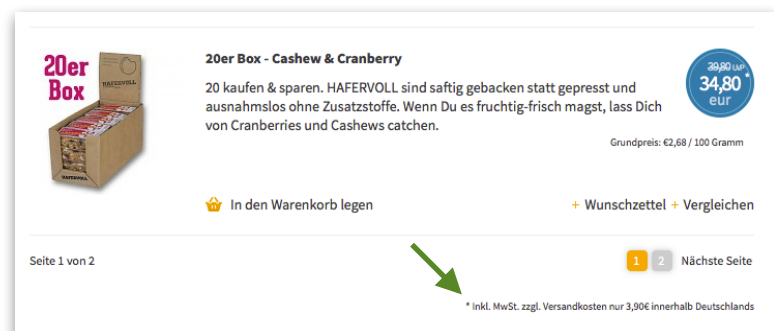 20er
Box
HAFERVOLL
HAFERVOLL
20er Box - Cashew & Cranberry
20 kaufen & sparen. HAFERVOLL sind saftig gebacken statt gepresst und
ausnahmslos ohne Zusatzstoffe. Wenn Du es fruchtig-frisch magst, lass Dich
von Cranberries und Cashews catchen.
39,80 UVP
34,80 *
eur
Grundpreis: €2,68 / 100 Gramm
In den Warenkorb legen
+ Wunschzettel + Vergleichen
Seite 1 von 2
1 2 Nächste Seite
* Inkl. MwSt. zzgl. Versandkosten nur 3,90€ innerhalb Deutschlands